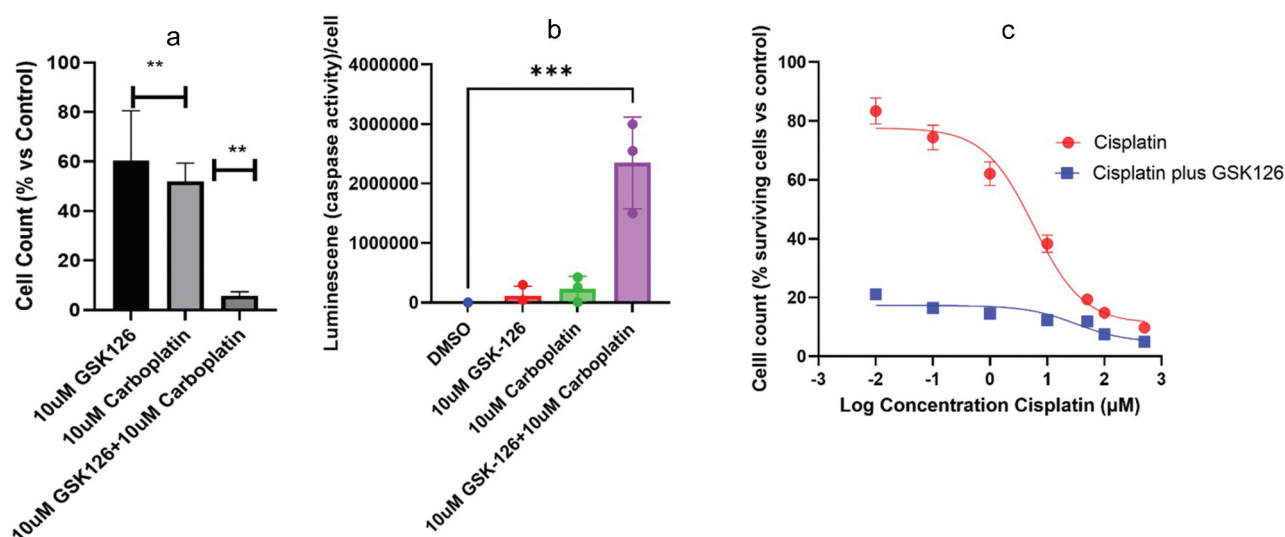 a
Cell Count (% vs Control)
100
80
60
40
20
0
**
**
10uM GSK126
10uM Carboplatin
10uM GSK126+10uM Carboplatin
b
Luminescene (caspase activity)/cell
4000000
3000000
2000000
1000000
0
***
DMSO
10uM GSK-126
10uM Carboplatin
10uM GSK-126+10uM Carboplatin
c
Celll count (% surviving cells vs control)
100
80
60
40
20
0
-3 -2 -1 0 1 2 3
Log Concentration Cisplatin (µM)
Cisplatin
Cisplatin plus GSK126